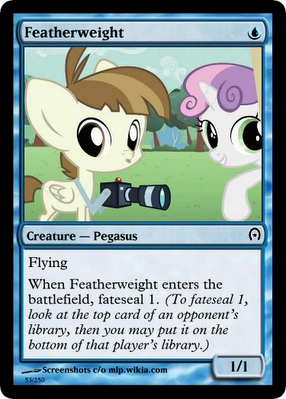 Featherweight
Creature — Pegasus
Flying
When Featherweight enters the
battlefield, fateseal 1. (To fateseal 1,
look at the top card of an opponent's
library, then you may put it on the
bottom of that player's library.)
1/1
Screenshots c/o mlp.wikia.com
53/250